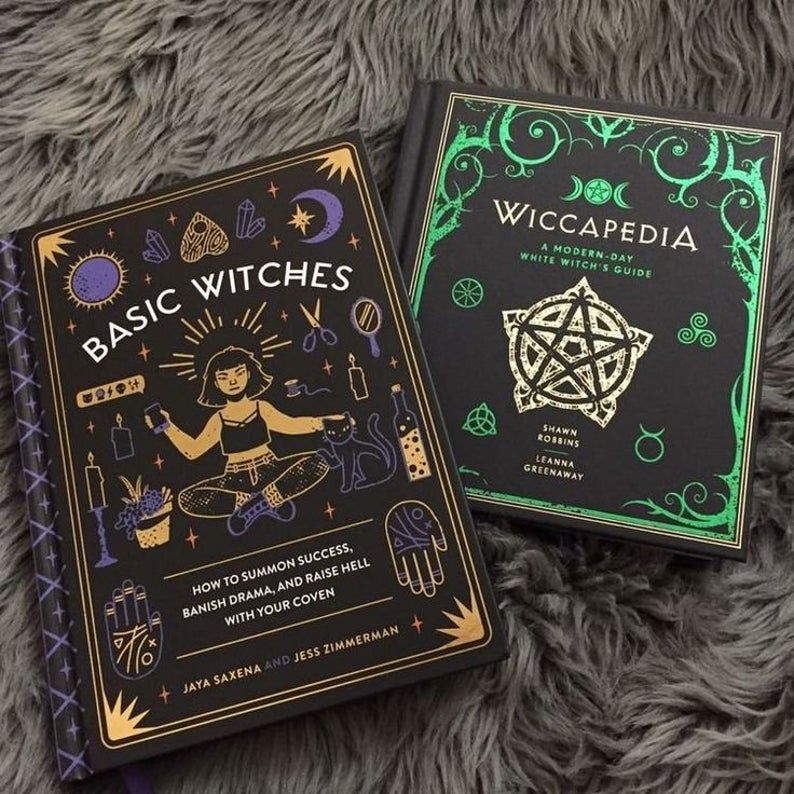 BASIC WITCHES
HOW TO SUMMON SUCCESS,
BANISH DRAMA, AND RAISE HELL
WITH YOUR COVEN
JAYA SAXENA AND JESS ZIMMERMAN
WICCAPEDIA
A MODERN-DAY
WHITE WITCH'S GUIDE
SHAWN
ROBBINS
LEANNA
GREENAWAY